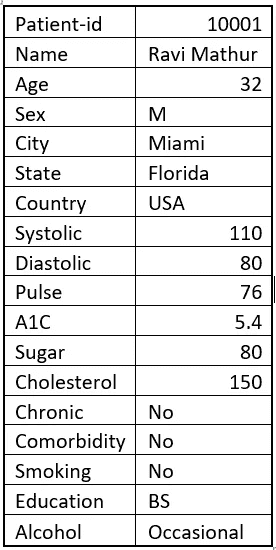 Patient-id 10001
Name Ravi Mathur
Age 32
Sex M
City Miami
State Florida
Country USA
Systolic 110
Diastolic 80
Pulse 76
A1C 5.4
Sugar 80
Cholesterol 150
Chronic No
Comorbidity No
Smoking No
Education BS
Alcohol Occasional